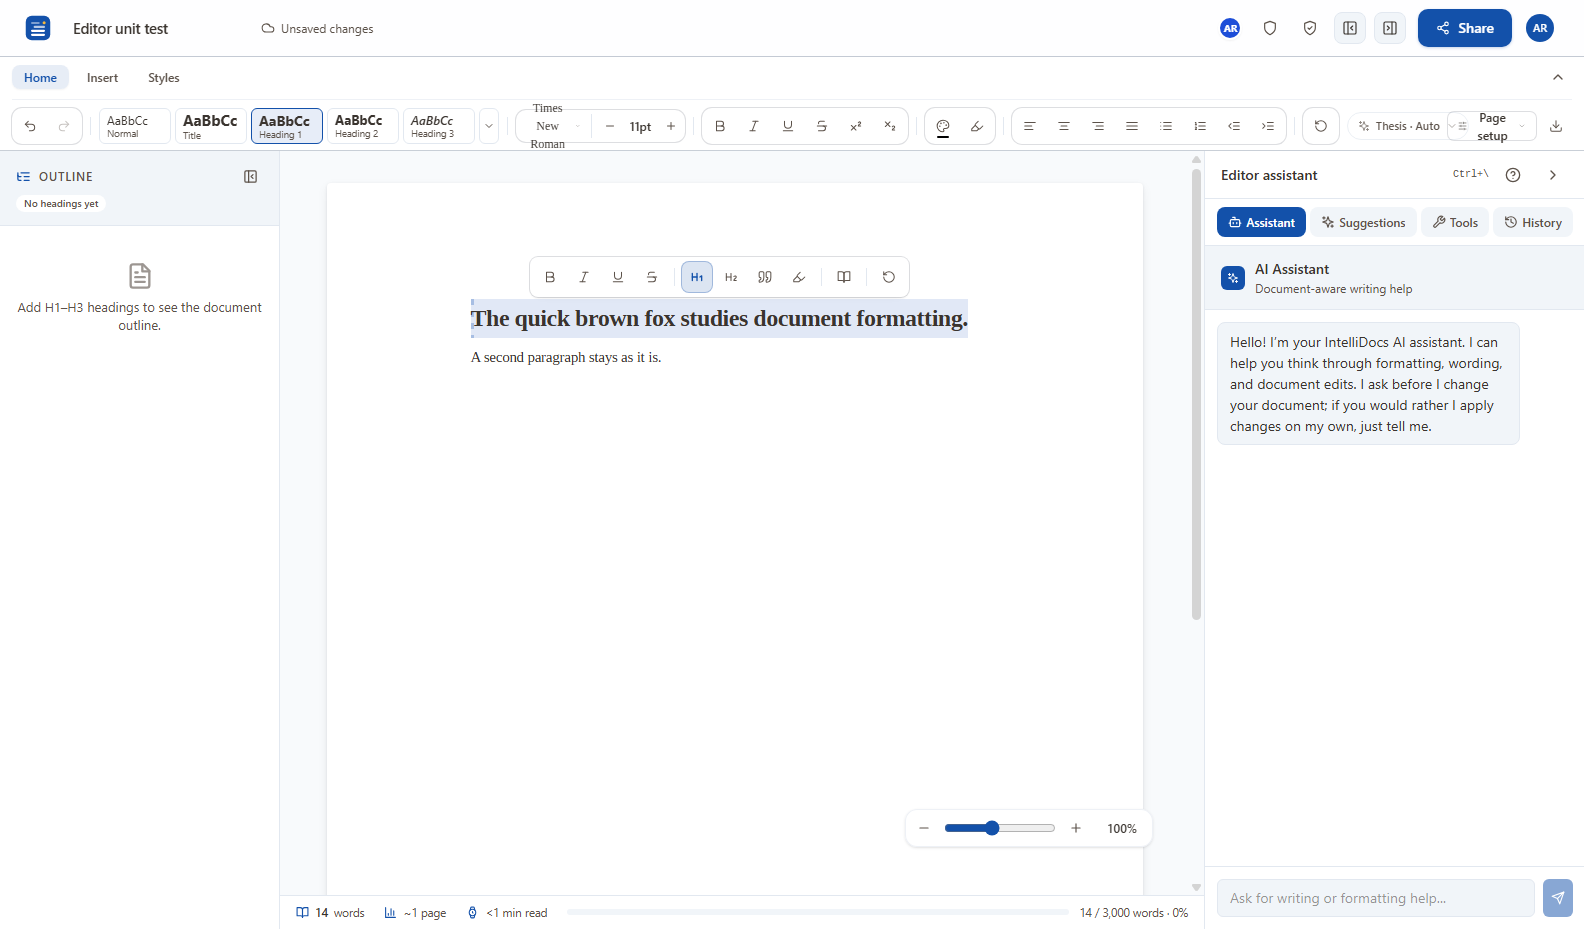 Editor unit test
Unsaved changes
AR
Share
AR
Home
Insert
Styles
AaBbCc
Normal
AaBbCc
Title
AaBbCc
Heading 1
AaBbCc
Heading 2
AaBbCc
Heading 3
Times
New
Roman
11pt
Thesis · Auto
Page
setup
OUTLINE
No headings yet
Add H1–H3 headings to see the document
outline.
H1
H2
The quick brown fox studies document formatting.
A second paragraph stays as it is.
100%
14 words
~1 page
<1 min read
14 / 3,000 words · 0%
Editor assistant
Ctrl+\
Assistant
Suggestions
Tools
History
AI Assistant
Document-aware writing help
Hello! I'm your IntelliDocs AI assistant. I can
help you think through formatting, wording,
and document edits. I ask before I change
your document; if you would rather I apply
changes on my own, just tell me.
Ask for writing or formatting help...